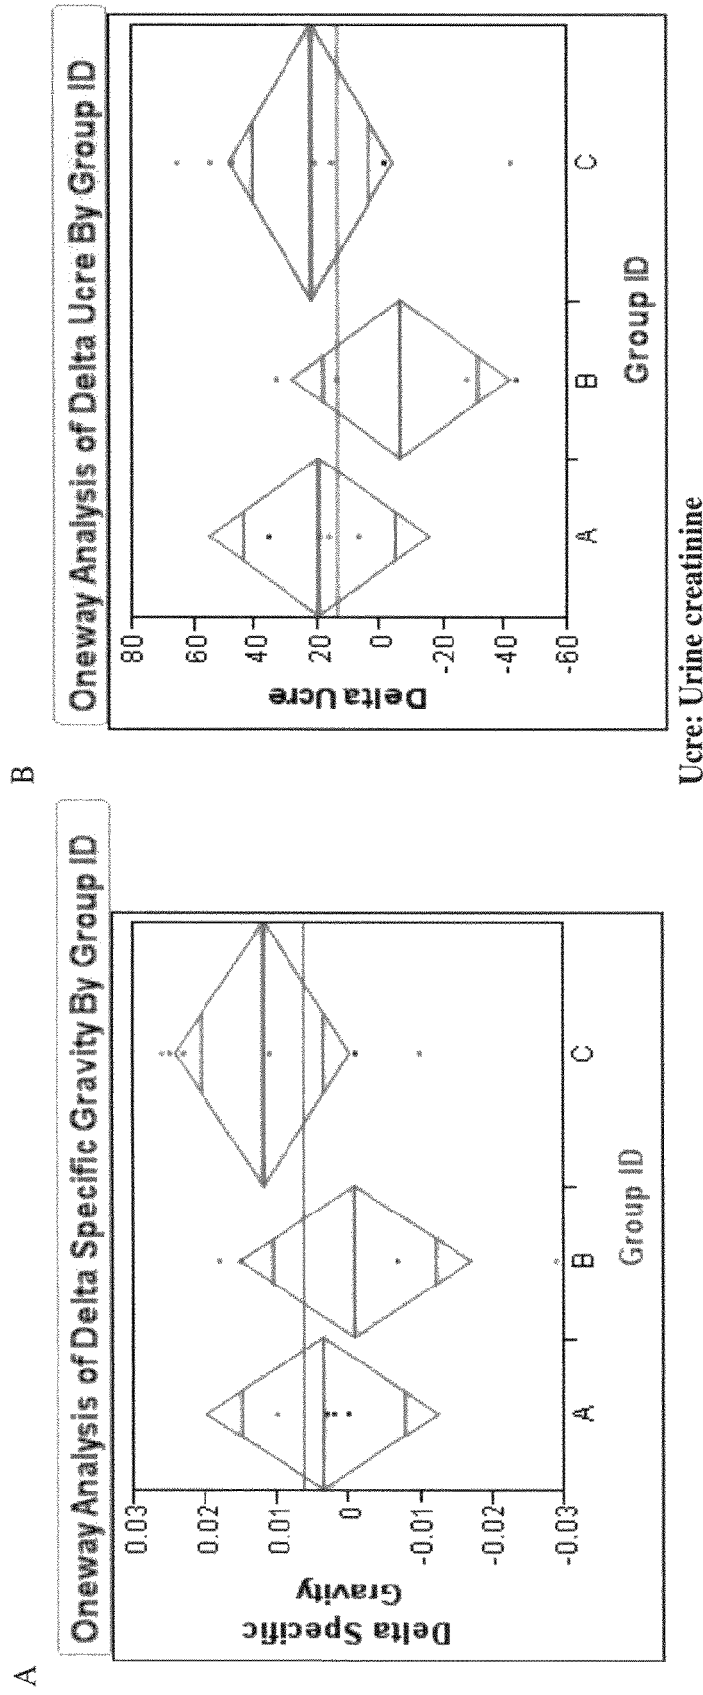 A
Oneway Analysis of Delta Specific Gravity By Group ID
Delta Specific
Gravity
0.03
0.02
0.01
0
-0.01
-0.02
-0.03
A
B
C
Group ID
B
Oneway Analysis of Delta Ucre By Group ID
Delta Ucre
80
60
40
20
0
-20
-40
-60
A
B
C
Group ID
Ucre: Urine creatinine